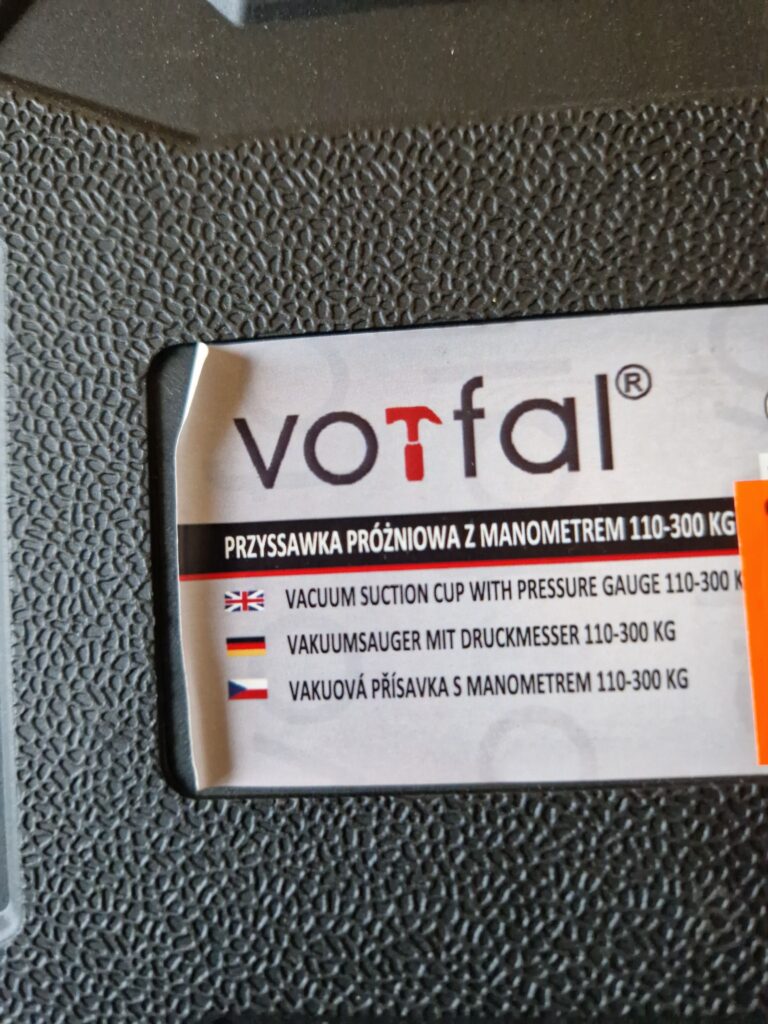 votfal®
PRZYSSAWKA PRÓŻNIOWA Z MANOMETREM 110-300 KG
VACUUM SUCTION CUP WITH PRESSURE GAUGE 110-300 K
VAKUUMSAUGER MIT DRUCKMESSER 110-300 KG
VAKUOVÁ PŘÍSAVKA S MANOMETREM 110-300 KG